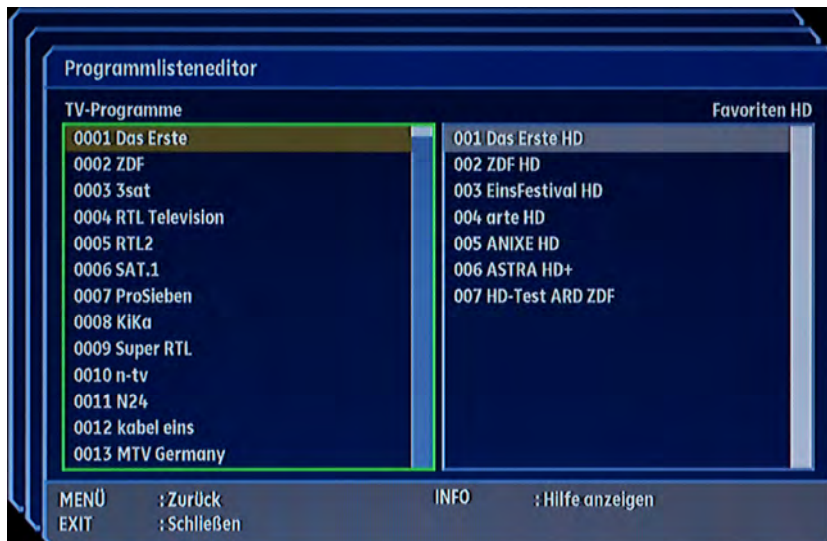 Programmlisteneditor
TV-Programme
Favoriten HD
0001 Das Erste
0002 ZDF
0003 3sat
0004 RTL Television
0005 RTL2
0006 SAT.1
0007 ProSieben
0008 KiKa
0009 Super RTL
0010 n-tv
0011 N24
0012 kabel eins
0013 MTV Germany
001 Das Erste HD
002 ZDF HD
003 EinsFestival HD
004 arte HD
005 ANIXE HD
006 ASTRA HD+
007 HD-Test ARD ZDF
MENÜ :Zurück
INFO :Hilfe anzeigen
EXIT :Schließen